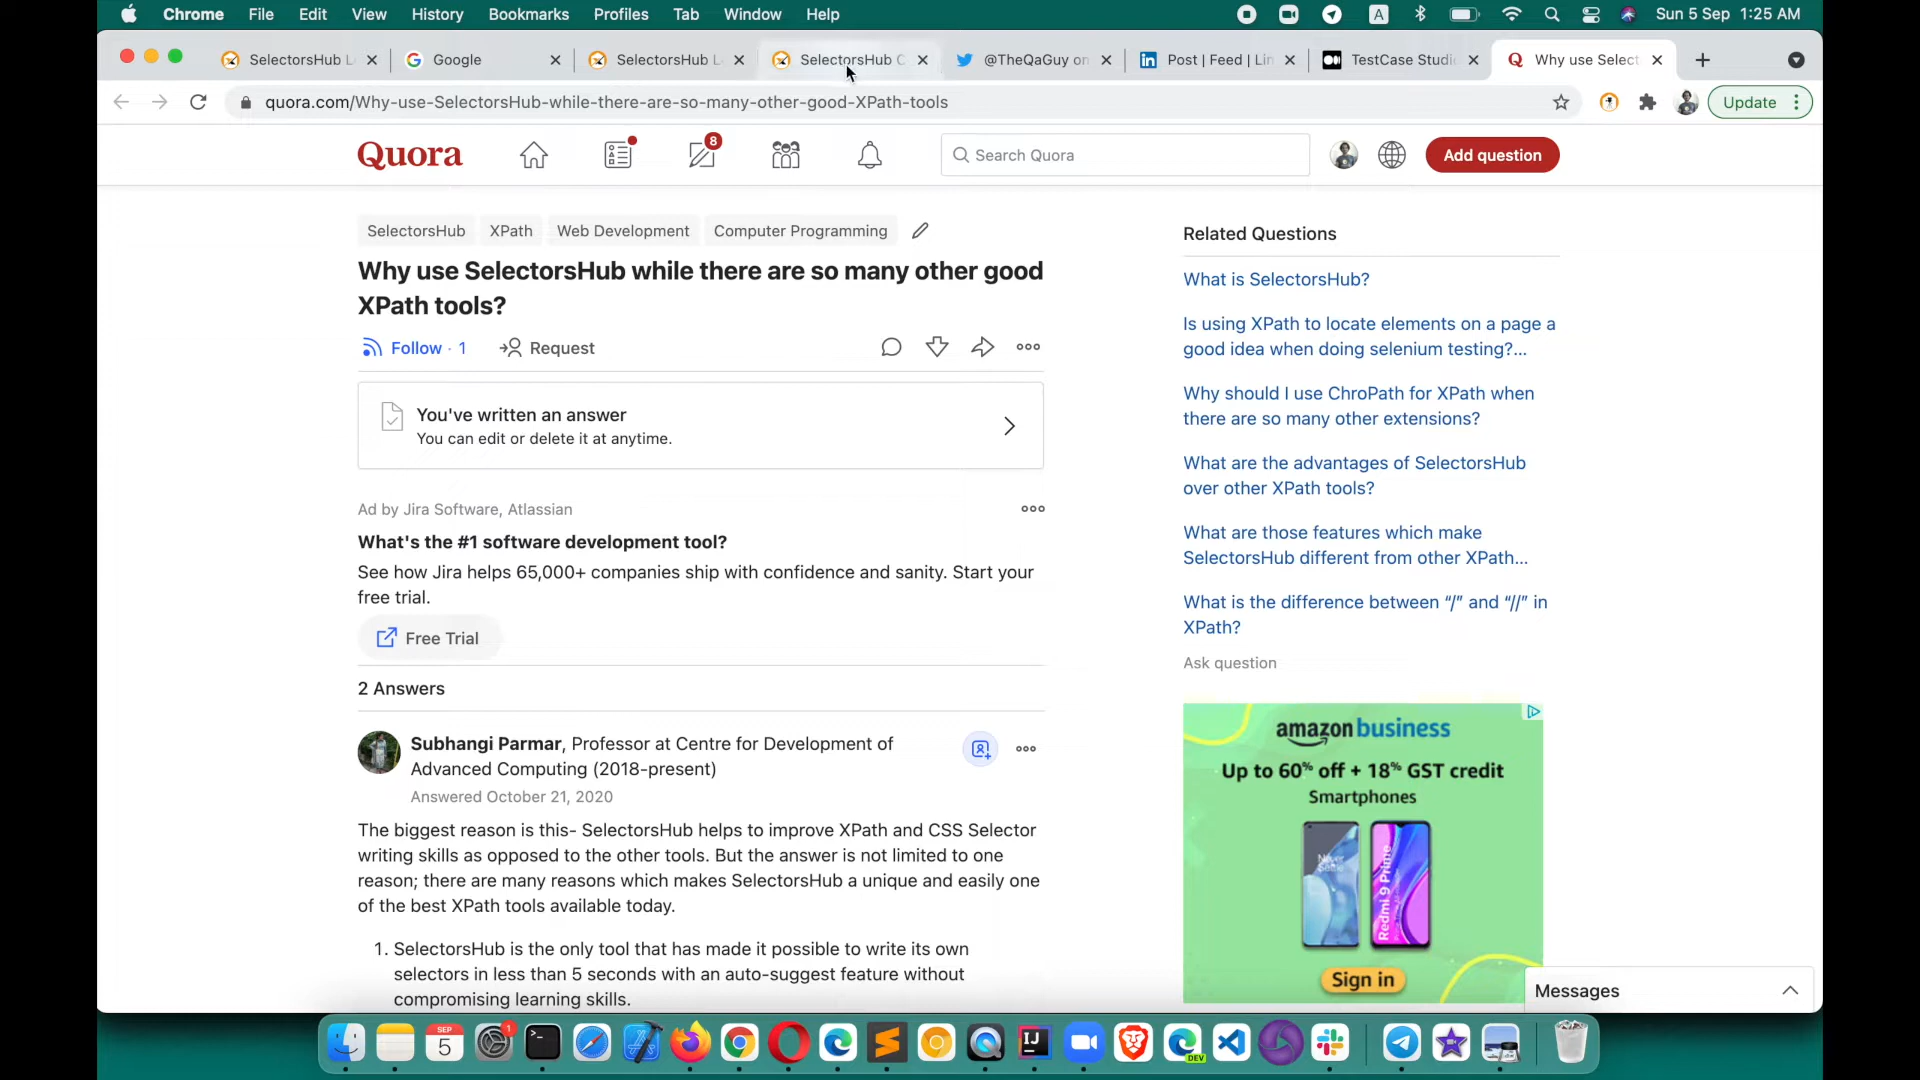 Chrome File Edit View History Bookmarks Profiles Tab Window Help
A
Sun 5 Sep 1:25 AM
SelectorsHub L
Google
SelectorsHub L
SelectorsHub C
@TheQaGuy on
Post | Feed | Lin
TestCase Studi
Why use Select
quora.com/Why-use-SelectorsHub-while-there-are-so-many-other-good-XPath-tools
Update
Quora
8
Search Quora
Add question
SelectorsHub XPath Web Development Computer Programming
Why use SelectorsHub while there are so many other good
XPath tools?
Follow · 1
Request
You've written an answer
You can edit or delete it at anytime.
Ad by Jira Software, Atlassian
What's the #1 software development tool?
See how Jira helps 65,000+ companies ship with confidence and sanity. Start your
free trial.
Free Trial
2 Answers
Subhangi Parmar, Professor at Centre for Development of
Advanced Computing (2018-present)
Answered October 21, 2020
The biggest reason is this- SelectorsHub helps to improve XPath and CSS Selector
writing skills as opposed to the other tools. But the answer is not limited to one
reason; there are many reasons which makes SelectorsHub a unique and easily one
of the best XPath tools available today.
1. SelectorsHub is the only tool that has made it possible to write its own
selectors in less than 5 seconds with an auto-suggest feature without
compromising learning skills.
Related Questions
What is SelectorsHub?
Is using XPath to locate elements on a page a
good idea when doing selenium testing?...
Why should I use ChroPath for XPath when
there are so many other extensions?
What are the advantages of SelectorsHub
over other XPath tools?
What are those features which make
SelectorsHub different from other XPath...
What is the difference between “/” and “//” in
XPath?
Ask question
amazon business
Up to 60% off + 18% GST credit
Smartphones
Never
Settle
Redmi 9 Prime
Sign in
Messages
SEP
5
1
IJ
DEV